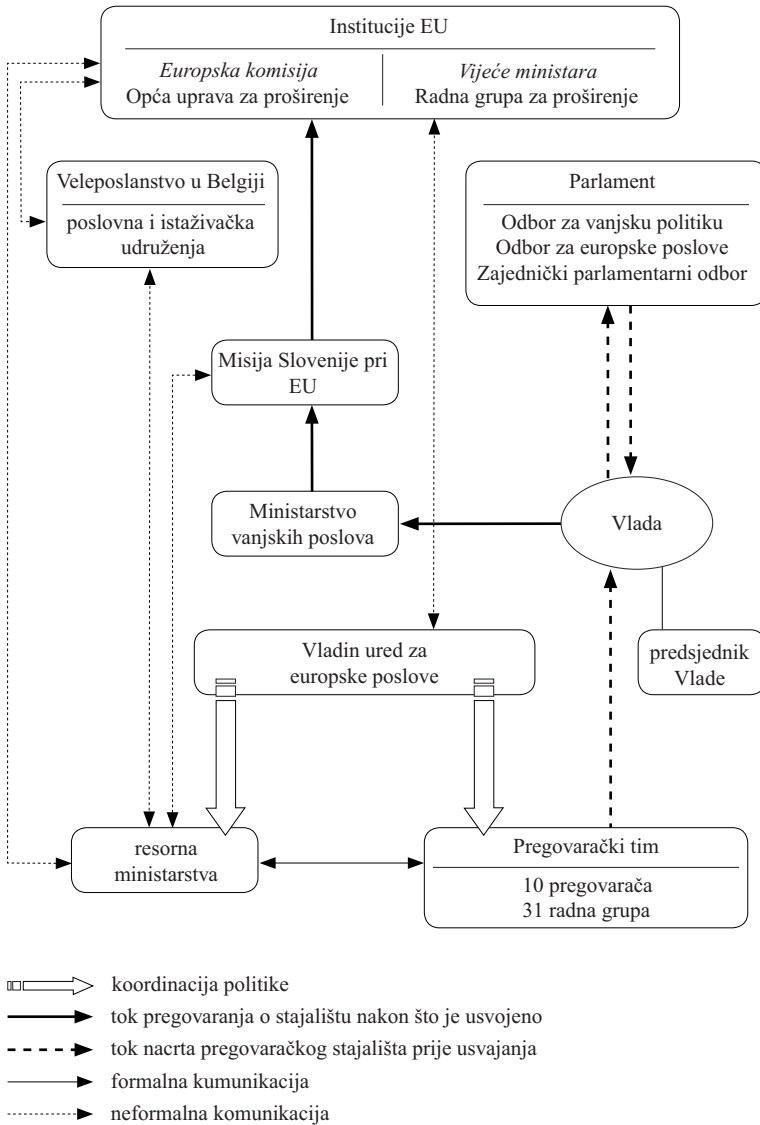 Institucije EU
Europska komisija
Opća uprava za proširenje
Vijeće ministara
Radna grupa za proširenje
Veleposlanstvo u Belgiji
poslovna i istaživačka
udruženja
Parlament
Odbor za vanjsku politiku
Odbor za europske poslove
Zajednički parlamentarni odbor
Misija Slovenije pri
EU
Ministarstvo
vanjskih poslova
Vlada
Vladin ured za
europske poslove
predsjednik
Vlade
resorna
ministarstva
Pregovarački tim
10 pregovarača
31 radna grupa
koordinacija politike
tok pregovaranja o stajalištu nakon što je usvojeno
tok nacrta pregovaračkog stajališta prije usvajanja
formalna kumunikacija
neformalna komunikacija